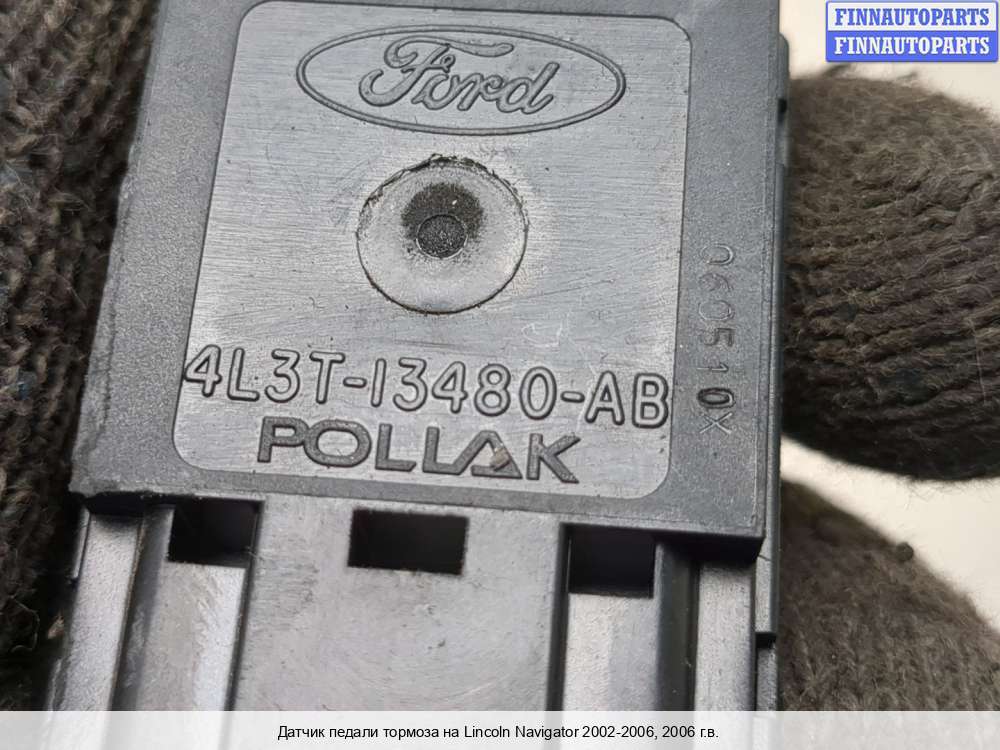 FINNAUTOPARTS
FINNAUTOPARTS
Ford
060510X
4L3T-13480-AB
POLLAK
Датчик педали тормоза на Lincoln Navigator 2002-2006, 2006 г.в.